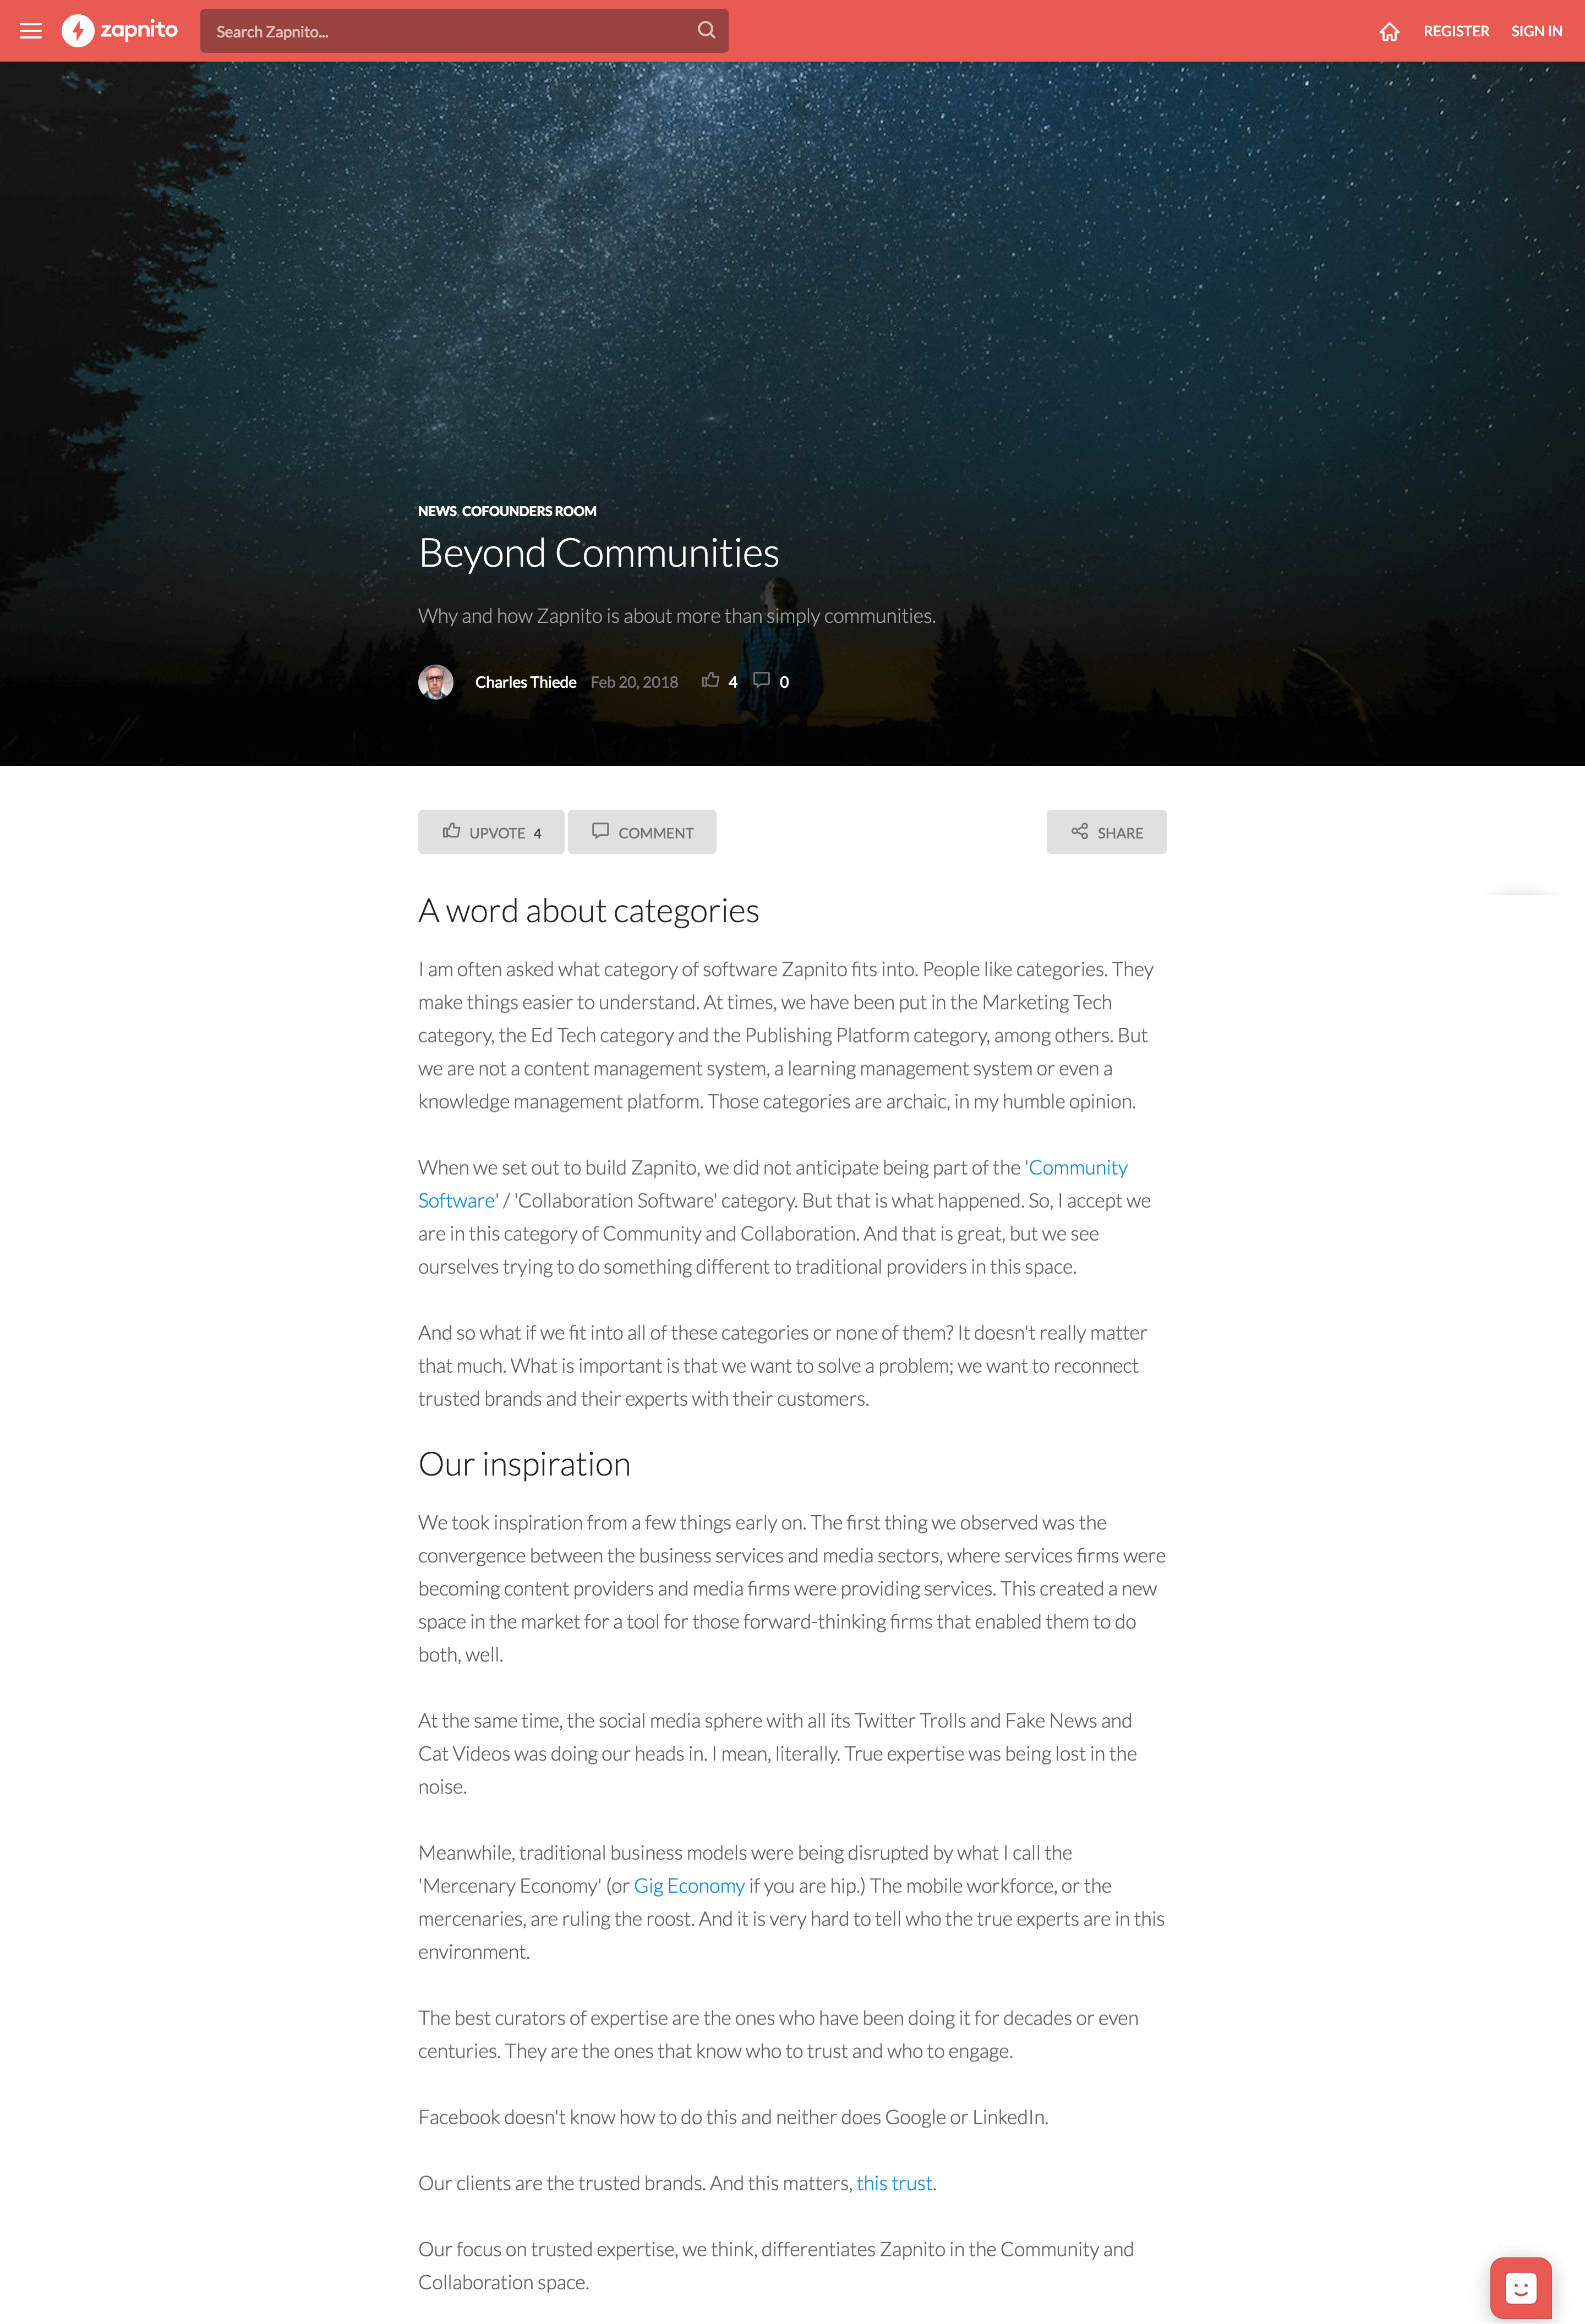 zapnito
Search Zapnito...
REGISTER
SIGN IN
NEWS, COFOUNDERS ROOM
Beyond Communities
Why and how Zapnito is about more than simply communities.
Charles Thiede Feb 20, 2018 4 0
UPVOTE 4
COMMENT
SHARE
A word about categories
I am often asked what category of software Zapnito fits into. People like categories. They
make things easier to understand. At times, we have been put in the Marketing Tech
category, the Ed Tech category and the Publishing Platform category, among others. But
we are not a content management system, a learning management system or even a
knowledge management platform. Those categories are archaic, in my humble opinion.
When we set out to build Zapnito, we did not anticipate being part of the 'Community
Software' / 'Collaboration Software' category. But that is what happened. So, I accept we
are in this category of Community and Collaboration. And that is great, but we see
ourselves trying to do something different to traditional providers in this space.
And so what if we fit into all of these categories or none of them? It doesn't really matter
that much. What is important is that we want to solve a problem; we want to reconnect
trusted brands and their experts with their customers.
Our inspiration
We took inspiration from a few things early on. The first thing we observed was the
convergence between the business services and media sectors, where services firms were
becoming content providers and media firms were providing services. This created a new
space in the market for a tool for those forward-thinking firms that enabled them to do
both, well.
At the same time, the social media sphere with all its Twitter Trolls and Fake News and
Cat Videos was doing our heads in. I mean, literally. True expertise was being lost in the
noise.
Meanwhile, traditional business models were being disrupted by what I call the
'Mercenary Economy' (or Gig Economy if you are hip.) The mobile workforce, or the
mercenaries, are ruling the roost. And it is very hard to tell who the true experts are in this
environment.
The best curators of expertise are the ones who have been doing it for decades or even
centuries. They are the ones that know who to trust and who to engage.
Facebook doesn't know how to do this and neither does Google or LinkedIn.
Our clients are the trusted brands. And this matters, this trust.
Our focus on trusted expertise, we think, differentiates Zapnito in the Community and
Collaboration space.